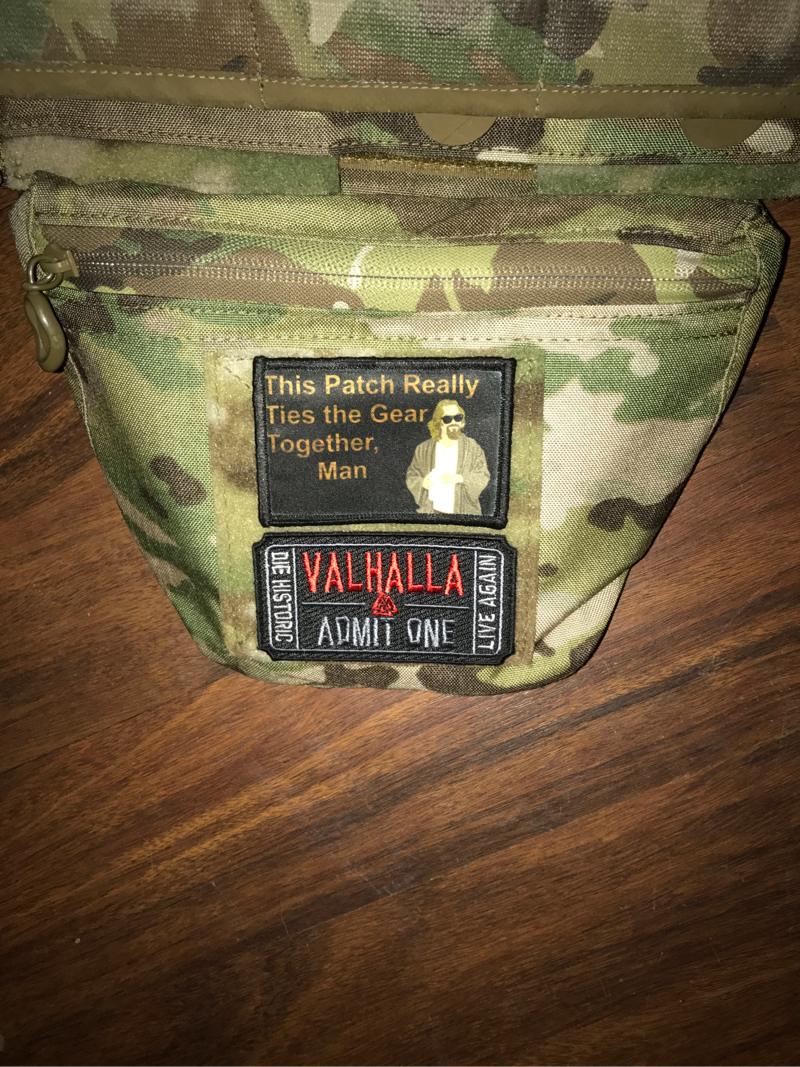 This Patch Really
Ties the Gear
Together,
Man
DIE HISTORIC
VALHALLA
ADMIT ONE
LIVE AGAIN